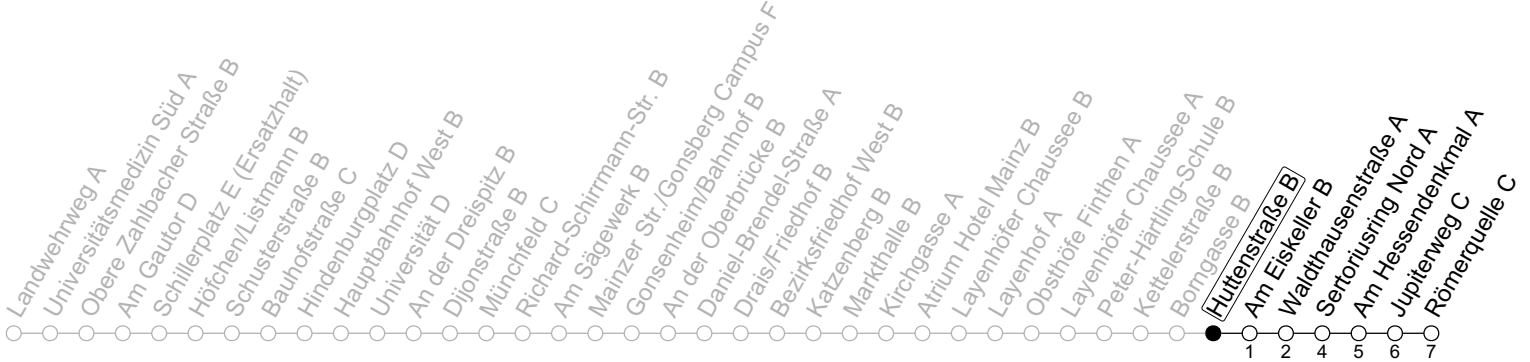 Landwehrweg A
Universitätsmedizin Süd A
Obere Zahlbacher Straße B
Am Gautor D
Schillerplatz E (Ersatzhalt)
Höfchen/Listmann B
Schusterstraße B
Bauhofstraße C
Hindenburgplatz D
Hauptbahnhof West B
Universität D
An der Dreispitz B
Dijonstraße B
Münchfeld C
Richard-Schirrmann-Str. B
Am Sägewerk B
Mainzer Str./Gonsberg Campus F
Gonsenheim/Bahnhof B
An der Oberbrücke B
Daniel-Brendel-Straße A
Drais/Friedhof B
Bezirksfriedhof West B
Katzenberg B
Markthalle B
Kirchgasse A
Atrium Hotel Mainz B
Layenhöfer Chaussee B
Layenhof A
Obsthöfe Finthen A
Layenhöfer Chaussee A
Peter-Härtling-Schule B
Kettelerstraße B
Borngasse B
Huttenstraße B
Am Eiskeller B
Waldthausenstraße A
Sertoriusring Nord A
Am Hessendenkmal A
Jupiterweg C
Römerquelle C
1 2 4 5 6 7